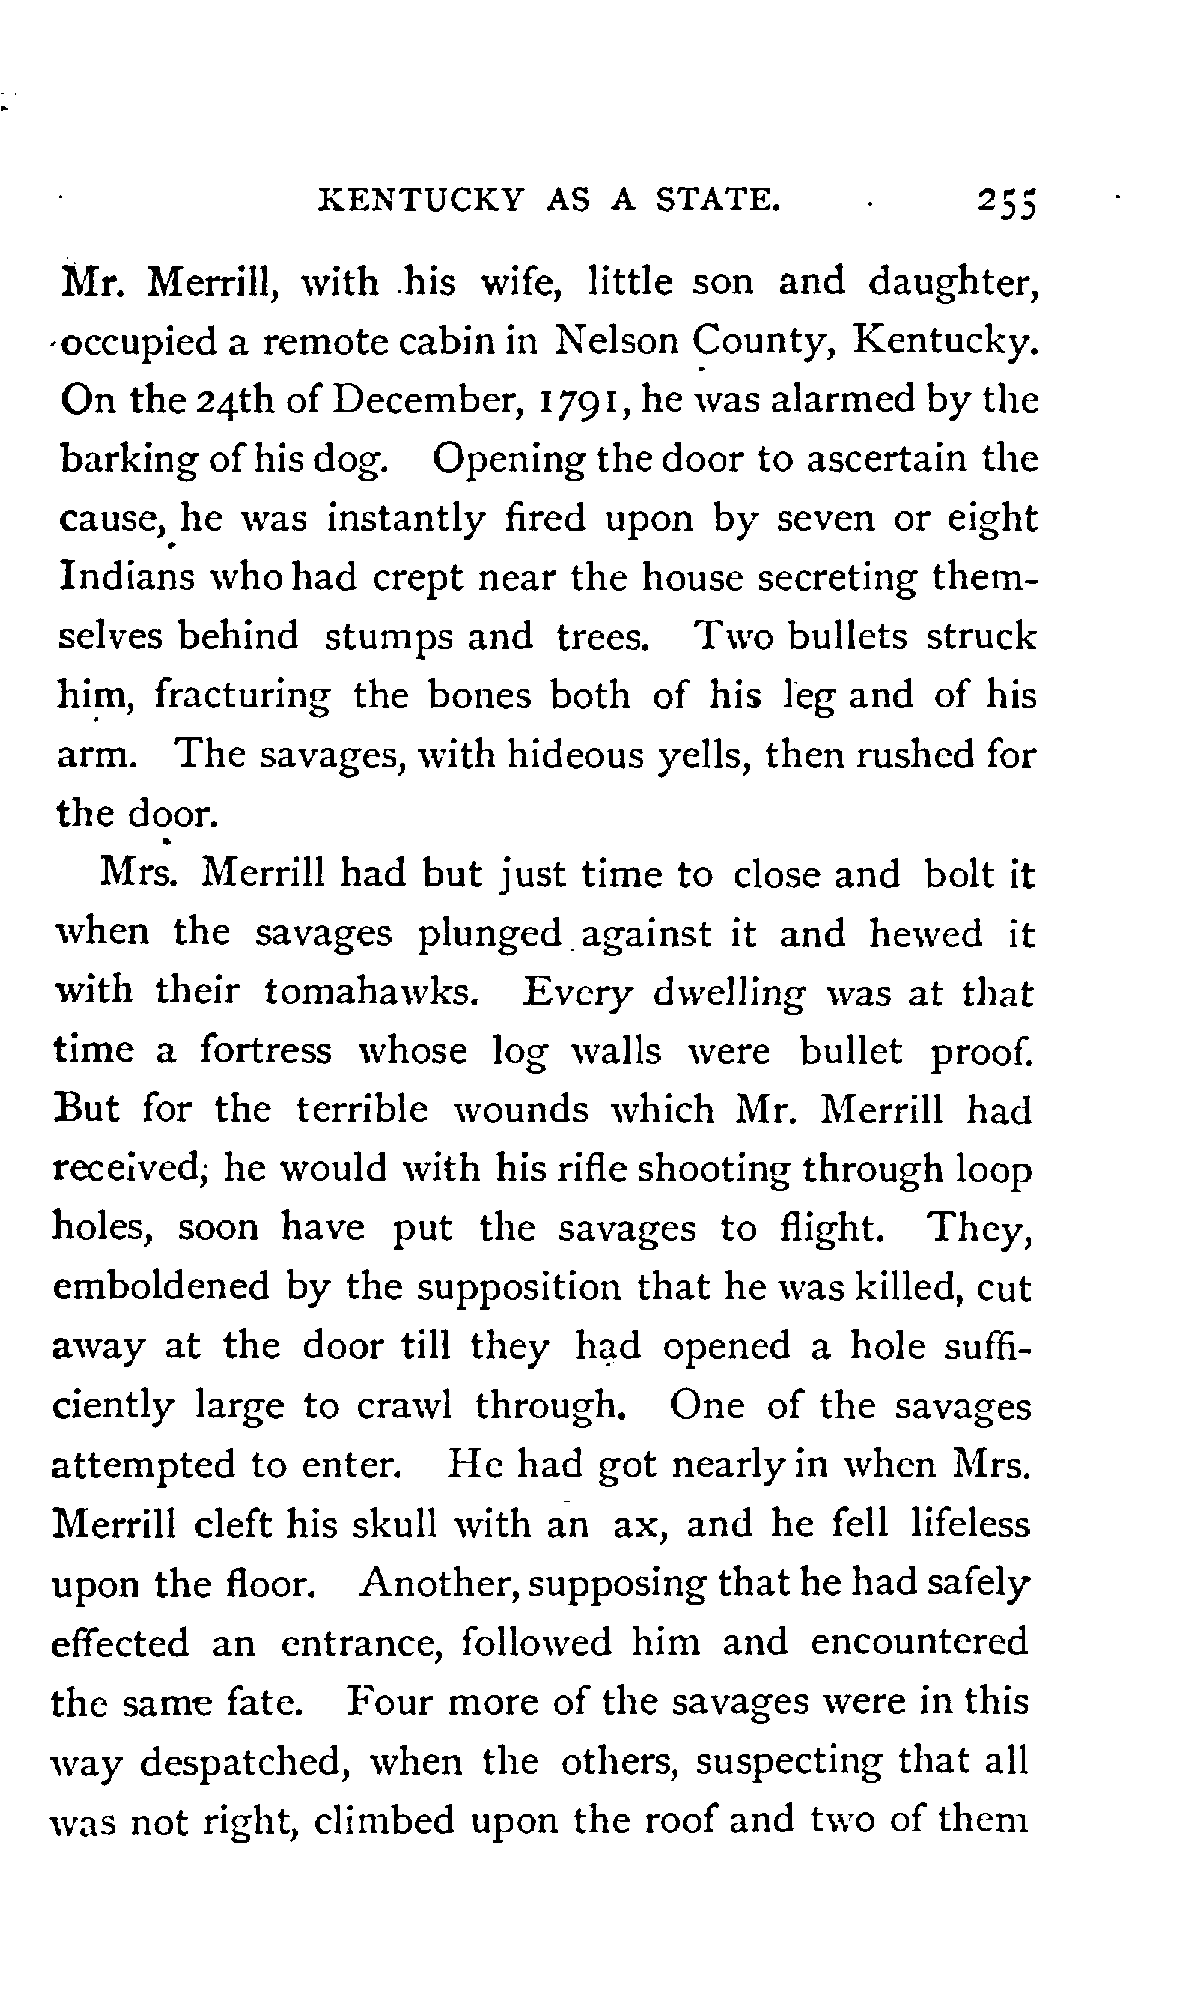 KENTUCKY AS A STATE. 255
Mr. Merrill, with his wife, little son and daughter,
occupied a remote cabin in Nelson County, Kentucky.
On the 24th of December, 1791, he was alarmed by the
barking of his dog. Opening the door to ascertain the
cause, he was instantly fired upon by seven or eight
Indians who had crept near the house secreting them-
selves behind stumps and trees. Two bullets struck
him, fracturing the bones both of his leg and of his
arm. The savages, with hideous yells, then rushed for
the door.
Mrs. Merrill had but just time to close and bolt it
when the savages plunged against it and hewed it
with their tomahawks. Every dwelling was at that
time a fortress whose log walls were bullet proof.
But for the terrible wounds which Mr. Merrill had
received, he would with his rifle shooting through loop
holes, soon have put the savages to flight. They,
emboldened by the supposition that he was killed, cut
away at the door till they had opened a hole suffi-
ciently large to crawl through. One of the savages
attempted to enter. He had got nearly in when Mrs.
Merrill cleft his skull with an ax, and he fell lifeless
upon the floor. Another, supposing that he had safely
effected an entrance, followed him and encountered
the same fate. Four more of the savages were in this
way despatched, when the others, suspecting that all
was not right, climbed upon the roof and two of them